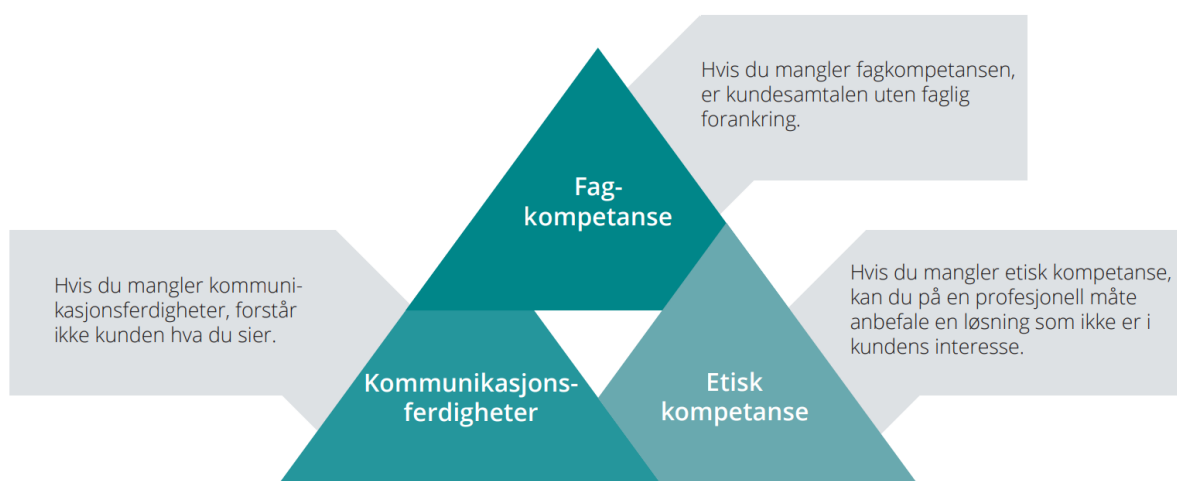 Hvis du mangler fagkompetansen,
er kundesamtalen uten faglig
forankring.
Fag-
kompetanse
Hvis du mangler kommuni-
kasjonsferdigheter, forstår
ikke kunden hva du sier.
Hvis du mangler etisk kompetanse,
kan du på en profesjonell måte
anbefale en løsning som ikke er i
kundens interesse.
Kommunikasjons-
ferdigheter
Etisk
kompetanse